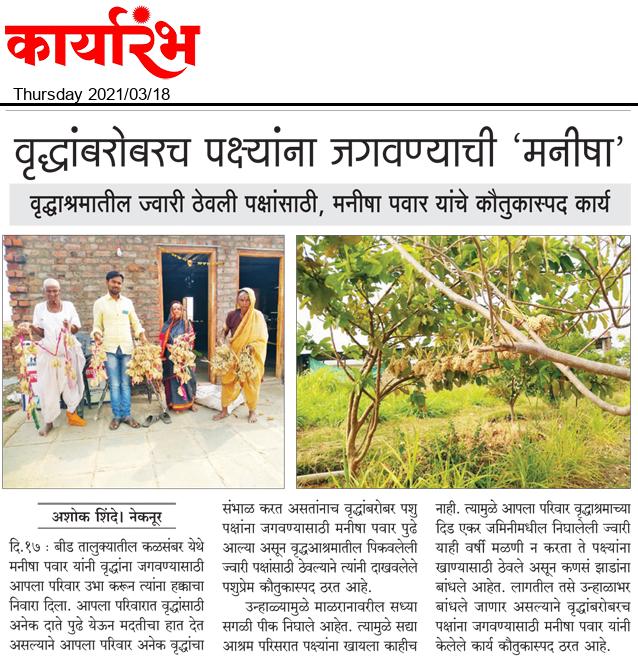 कार्यारंभ
Thursday 2021/03/18
वृद्धांबरोबरच पक्ष्यांना जगवण्याची ‘मनीषा’
वृद्धाश्रमातील ज्वारी ठेवली पक्षांसाठी, मनीषा पवार यांचे कौतुकास्पद कार्य
अशोक शिंदे। नेकनूर
दि.१७ : बीड तालुक्यातील कळसंबर येथे
मनीषा पवार यांनी वृद्धांना जगवण्यासाठी
आपला परिवार उभा करून त्यांना हक्काचा
निवारा दिला. आपला परिवारात वृद्धांसाठी
अनेक दाते पुढे येऊन मदतीचा हात देत
असल्याने आपला परिवार अनेक वृद्धांचा
संभाळ करत असतांनाच वृद्धांबरोबर पशु
पक्षांना जगवण्यासाठी मनीषा पवार पुढे
आल्या असून वृद्धआश्रमातील पिकवलेली
ज्वारी पक्षांसाठी ठेवल्याने त्यांनी दाखवलेले
पशुप्रेम कौतुकास्पद ठरत आहे.
उन्हाळ्यामुळे माळरानावरील सध्या
सगळी पीक निघाले आहेत. त्यामुळे सद्या
आश्रम परिसरात पक्ष्यांना खायला काहीच
नाही. त्यामुळे आपला परिवार वृद्धाश्रमाच्या
दिड एकर जमिनीमधील निघालेली ज्वारी
याही वर्षी मळणी न करता ते पक्ष्यांना
खाण्यासाठी ठेवले असून कणसं झाडांना
बांधले आहेत. लागतील तसे उन्हाळाभर
बांधले जाणार असल्याने वृद्धांबरोबरच
पक्षांना जगवण्यासाठी मनीषा पवार यांनी
केलेले कार्य कौतुकास्पद ठरत आहे.